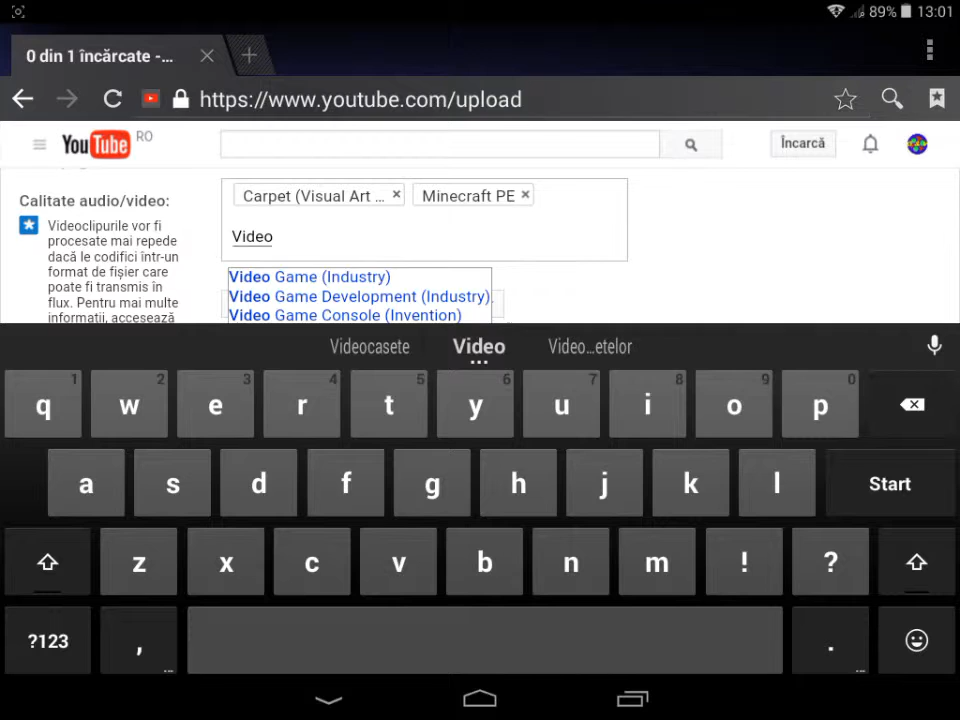 89% 13:01
0 din 1 încărcate -...
https://www.youtube.com/upload
YouTube RO
Încarcă
Calitate audio/video:
Videoclipurile vor fi
procesate mai repede
dacă le codifici într-un
format de fișier care
poate fi transmis în
flux. Pentru mai multe
informații, accesează
Carpet (Visual Art ... ×
Minecraft PE ×
Video
Video Game (Industry)
Video Game Development (Industry)
Video Game Console (Invention)
Videocasete Video Video...etelor
q 1 w 2 e 3 r 4 t 5 y 6 u 7 i 8 o 9 p 0
a s d f g h j k l Start
z x c v b n m ! ?
?123 , .